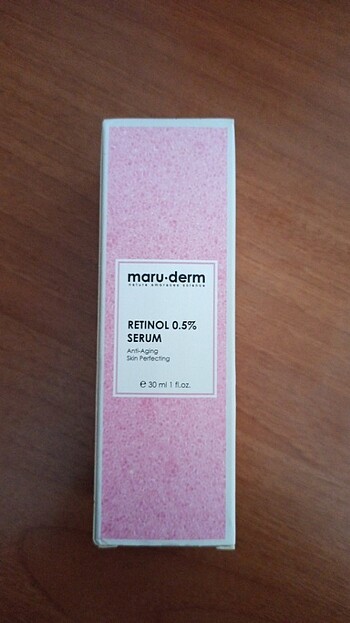 maru·derm
nature embraces science
RETINOL 0.5%
SERUM
Anti-Aging
Skin Perfecting
℮ 30 ml 1 fl.oz.